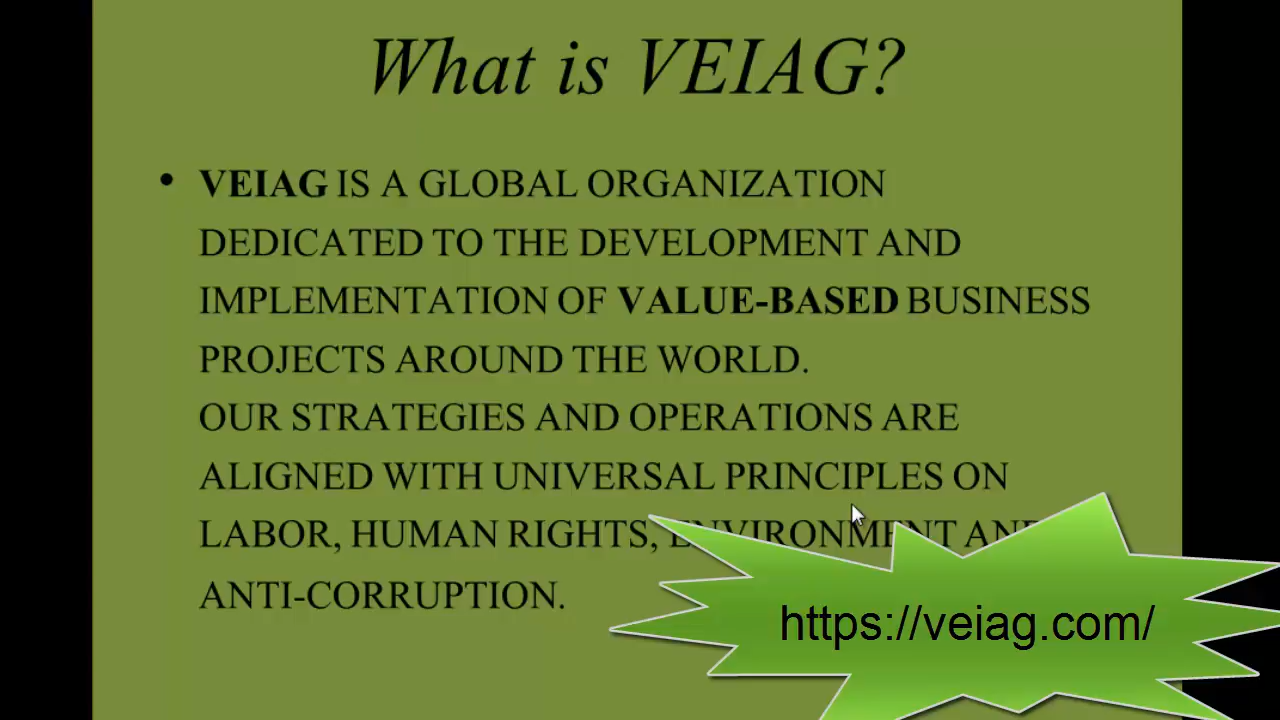 What is VEIAG?
• VEIAG IS A GLOBAL ORGANIZATION
DEDICATED TO THE DEVELOPMENT AND
IMPLEMENTATION OF VALUE-BASED BUSINESS
PROJECTS AROUND THE WORLD.
OUR STRATEGIES AND OPERATIONS ARE
ALIGNED WITH UNIVERSAL PRINCIPLES ON
LABOR, HUMAN RIGHTS, ENVIRONMENT AND
ANTI-CORRUPTION.
https://veiag.com/